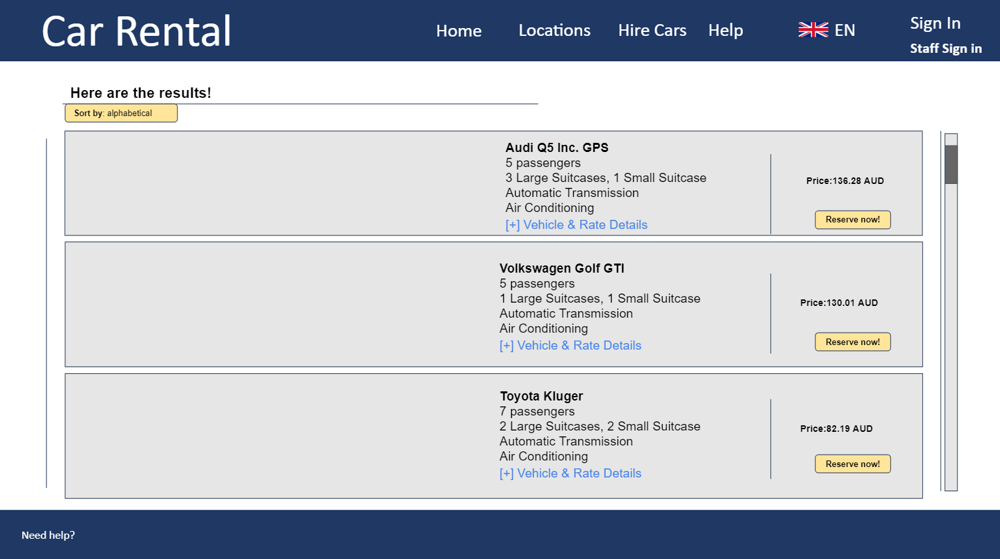 Car Rental
Home
Locations
Hire Cars
Help
EN
Sign In
Staff Sign in
Here are the results!
Sort by: alphabetical
Audi Q5 Inc. GPS
5 passengers
3 Large Suitcases, 1 Small Suitcase
Automatic Transmission
Air Conditioning
[+] Vehicle & Rate Details
Price:136.28 AUD
Reserve now!
Volkswagen Golf GTI
5 passengers
1 Large Suitcases, 1 Small Suitcase
Automatic Transmission
Air Conditioning
[+] Vehicle & Rate Details
Price:130.01 AUD
Reserve now!
Toyota Kluger
7 passengers
2 Large Suitcases, 2 Small Suitcase
Automatic Transmission
Air Conditioning
[+] Vehicle & Rate Details
Price:82.19 AUD
Reserve now!
Need help?